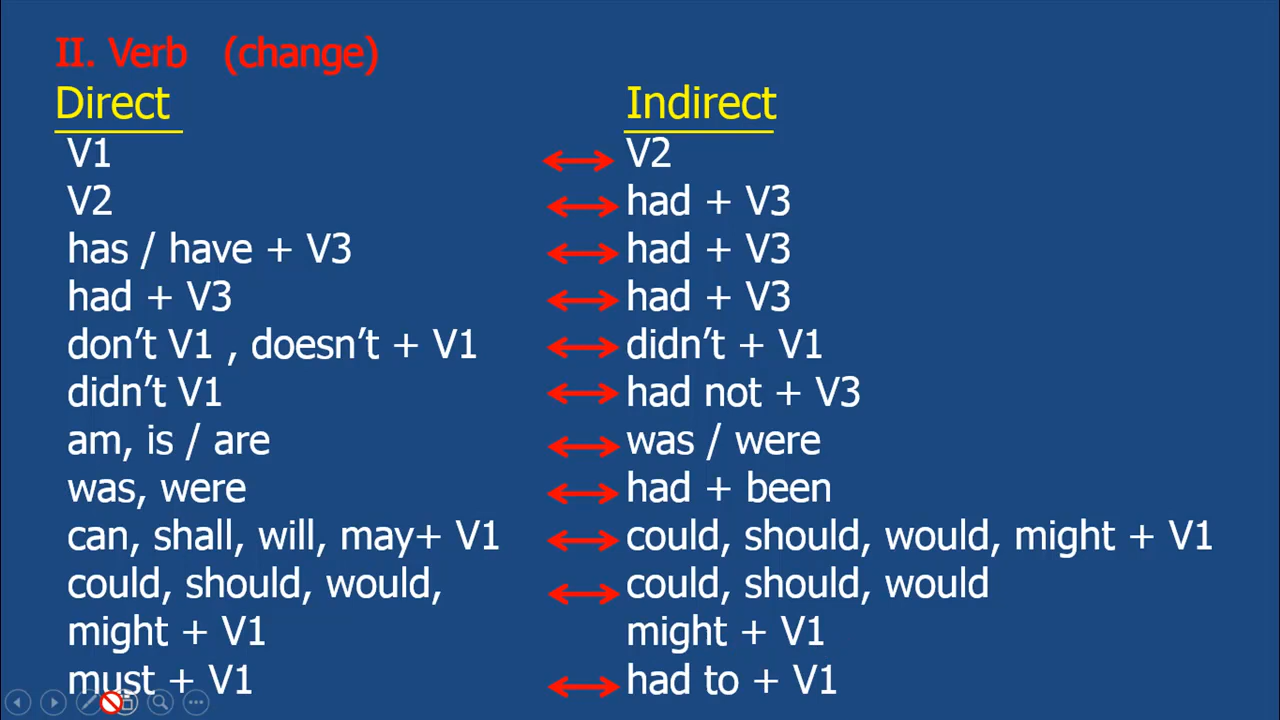 II. Verb (change)
Direct Indirect
V1 V2
V2 had + V3
has / have + V3 had + V3
had + V3 had + V3
don’t V1 , doesn’t + V1 didn’t + V1
didn’t V1 had not + V3
am, is / are was / were
was, were had + been
can, shall, will, may+ V1 could, should, would, might + V1
could, should, would, could, should, would
might + V1 might + V1
must + V1 had to + V1